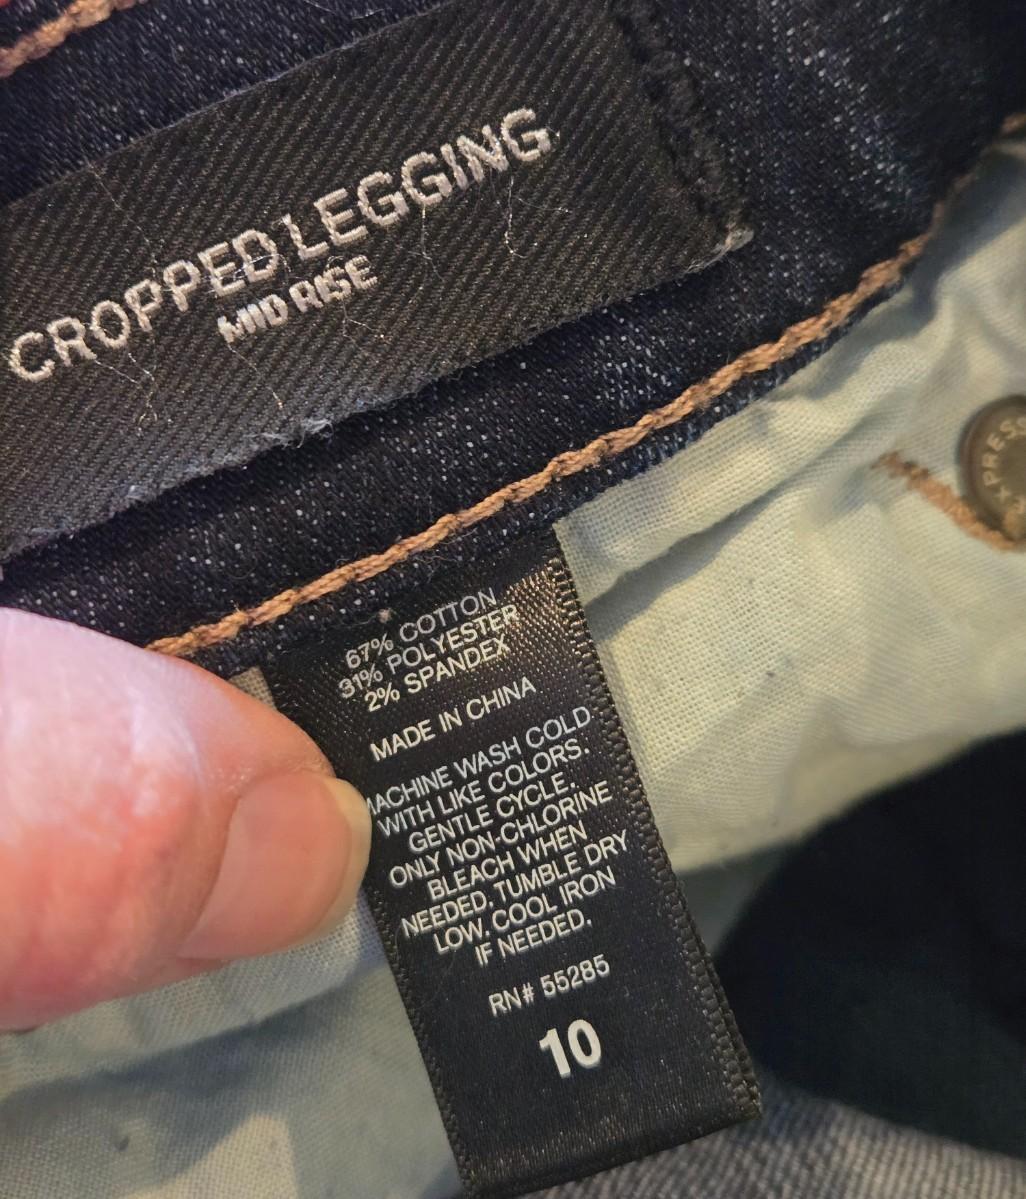 CROPPED LEGGING
MID RISE
EXPRESS
67% COTTON
31% POLYESTER
2% SPANDEX
MADE IN CHINA
MACHINE WASH COLD
WITH LIKE COLORS.
GENTLE CYCLE.
ONLY NON-CHLORINE
BLEACH WHEN
NEEDED. TUMBLE DRY
LOW. COOL IRON
IF NEEDED.
RN# 55285
10